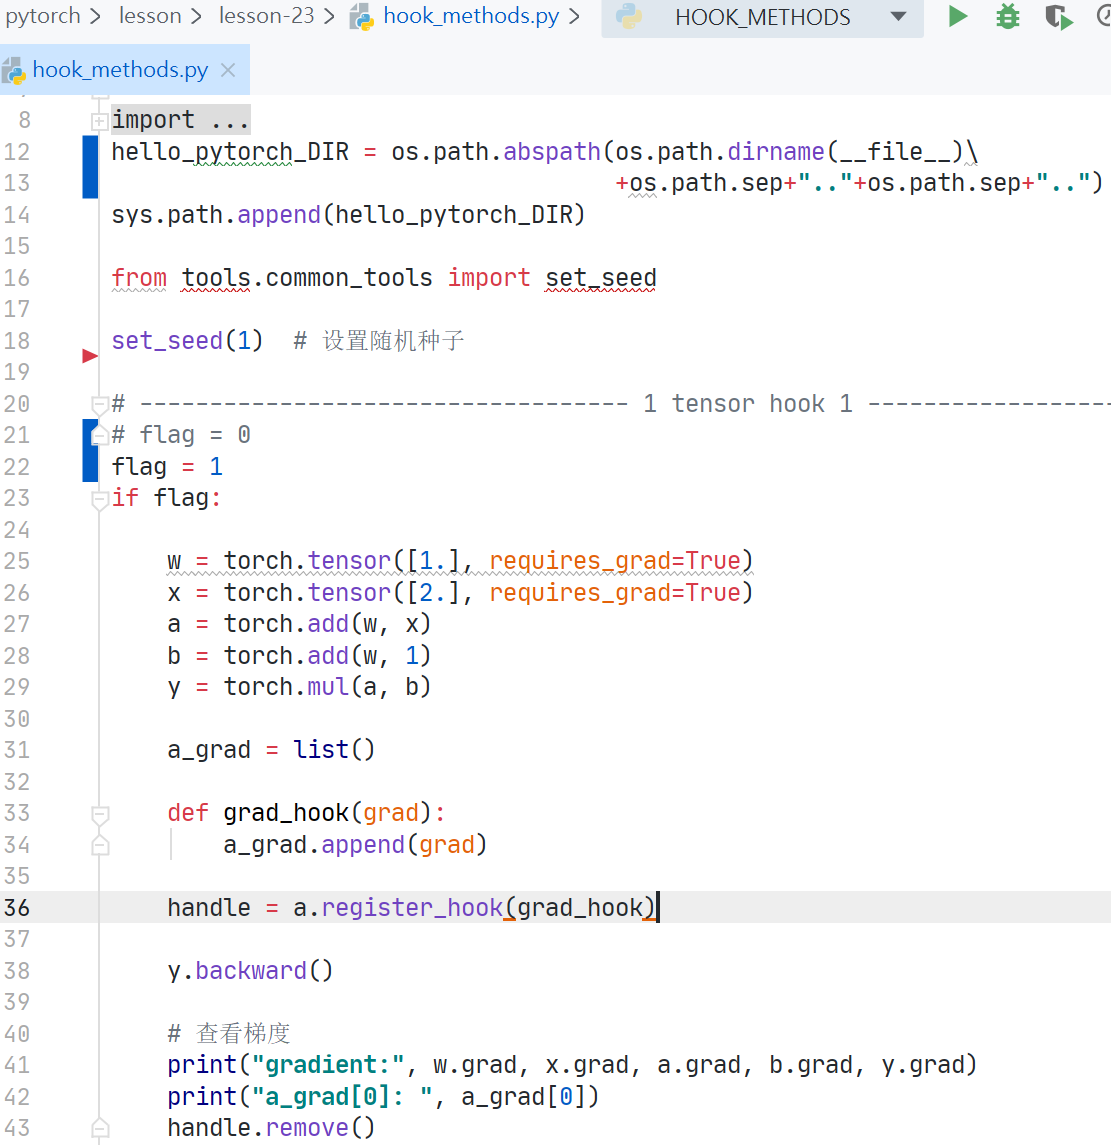 pytorch > lesson > lesson-23 > hook_methods.py > HOOK_METHODS
hook_methods.py ×
8 import ...
12 hello_pytorch_DIR = os.path.abspath(os.path.dirname(__file__)\
13 +os.path.sep+".."+os.path.sep+"..")
14 sys.path.append(hello_pytorch_DIR)
15
16 from tools.common_tools import set_seed
17
18 set_seed(1)  # 设置随机种子
19
20 # ----------------------------------- 1 tensor hook 1 ------------------
21 # flag = 0
22 flag = 1
23 if flag:
24
25     w = torch.tensor([1.], requires_grad=True)
26     x = torch.tensor([2.], requires_grad=True)
27     a = torch.add(w, x)
28     b = torch.add(w, 1)
29     y = torch.mul(a, b)
30
31     a_grad = list()
32
33     def grad_hook(grad):
34         a_grad.append(grad)
35
36     handle = a.register_hook(grad_hook)
37
38     y.backward()
39
40     # 查看梯度
41     print("gradient:", w.grad, x.grad, a.grad, b.grad, y.grad)
42     print("a_grad[0]: ", a_grad[0])
43     handle.remove()